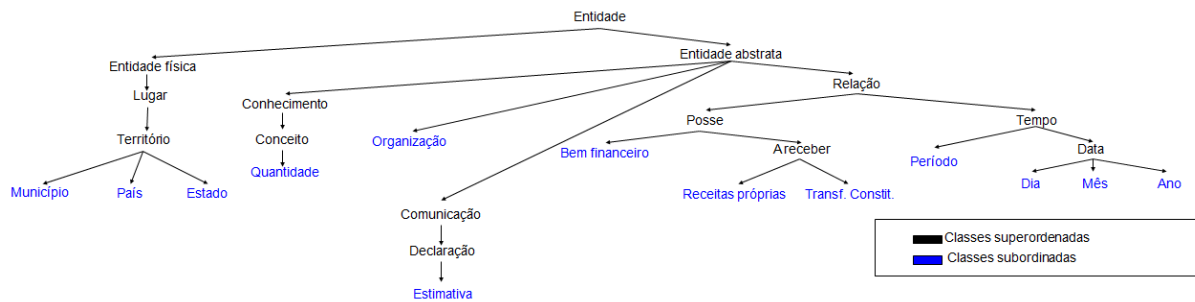 Entidade
Entidade física
Entidade abstrata
Lugar
Conhecimento
Relação
Território
Conceito
Organização
Posse
Tempo
Município
País
Estado
Quantidade
Bem financeiro
A receber
Período
Data
Receitas próprias
Transf. Constit.
Dia
Mês
Ano
Comunicação
Declaração
Estimativa
Classes superordenadas
Classes subordinadas